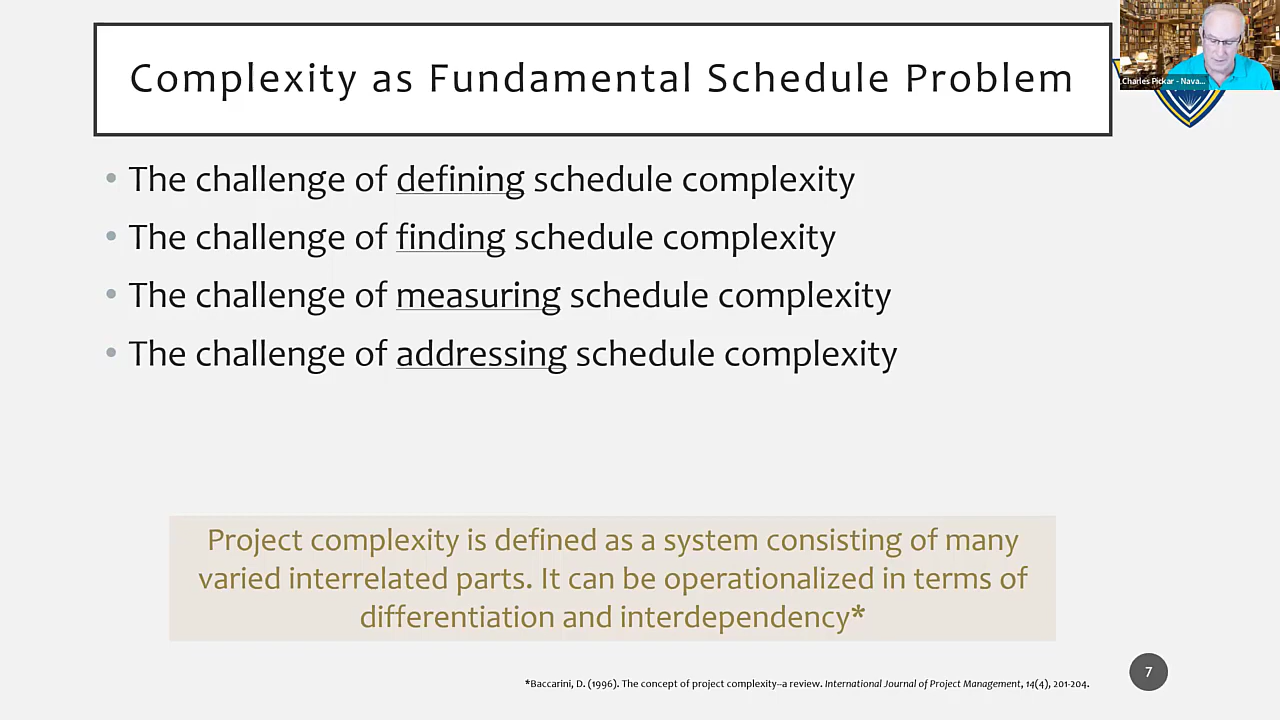 Complexity as Fundamental Schedule Problem
Charles Pickar - Nava...
• The challenge of defining schedule complexity
• The challenge of finding schedule complexity
• The challenge of measuring schedule complexity
• The challenge of addressing schedule complexity
Project complexity is defined as a system consisting of many
varied interrelated parts. It can be operationalized in terms of
differentiation and interdependency*
7
*Baccarini, D. (1996). The concept of project complexity—a review. International Journal of Project Management, 14(4), 201-204.